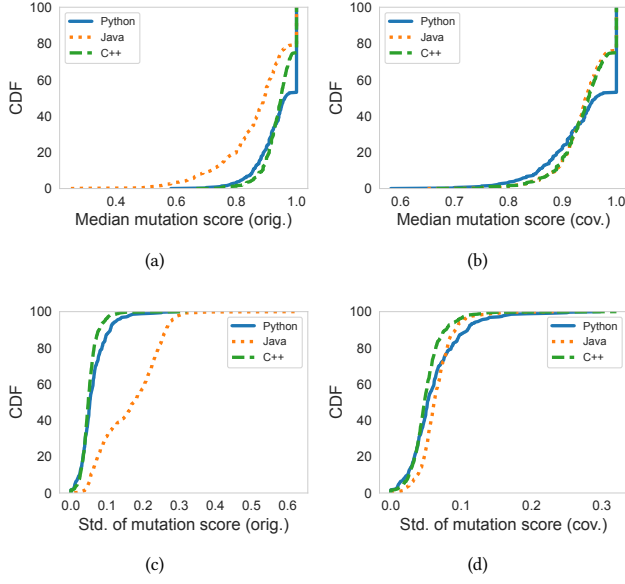 CDF
100
80
60
40
20
0
Python
Java
C++
0.4
0.6
0.8
1.0
Median mutation score (orig.)
(a)
CDF
100
80
60
40
20
0
Python
Java
C++
0.6
0.7
0.8
0.9
1.0
Median mutation score (cov.)
(b)
CDF
100
80
60
40
20
0
Python
Java
C++
0.0
0.1
0.2
0.3
0.4
0.5
0.6
Std. of mutation score (orig.)
(c)
CDF
100
80
60
40
20
0
Python
Java
C++
0.0
0.1
0.2
0.3
Std. of mutation score (cov.)
(d)